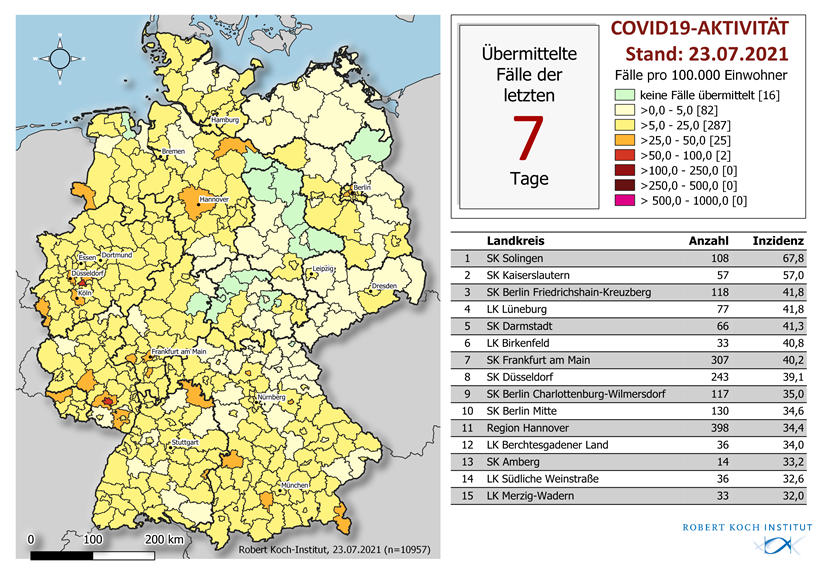 Hamburg
Bremen
Berlin
Hannover
Essen
Dortmund
Düsseldorf
Köln
Leipzig
Dresden
Frankfurt am Main
Nürnberg
Stuttgart
München
0 100 200 km
Robert Koch-Institut, 23.07.2021 (n=10957)
Übermittelte
Fälle der
letzten
7
Tage
COVID19-AKTIVITÄT
Stand: 23.07.2021
Fälle pro 100.000 Einwohner
keine Fälle übermittelt [16]
>0,0 - 5,0 [82]
>5,0 - 25,0 [287]
>25,0 - 50,0 [25]
>50,0 - 100,0 [2]
>100,0 - 250,0 [0]
>250,0 - 500,0 [0]
> 500,0 - 1000,0 [0]
Landkreis Anzahl Inzidenz
1 SK Solingen 108 67,8
2 SK Kaiserslautern 57 57,0
3 SK Berlin Friedrichshain-Kreuzberg 118 41,8
4 LK Lüneburg 77 41,8
5 SK Darmstadt 66 41,3
6 LK Birkenfeld 33 40,8
7 SK Frankfurt am Main 307 40,2
8 SK Düsseldorf 243 39,1
9 SK Berlin Charlottenburg-Wilmersdorf 117 35,0
10 SK Berlin Mitte 130 34,6
11 Region Hannover 398 34,4
12 LK Berchtesgadener Land 36 34,0
13 SK Amberg 14 33,2
14 LK Südliche Weinstraße 36 32,6
15 LK Merzig-Wadern 33 32,0
ROBERT KOCH INSTITUT